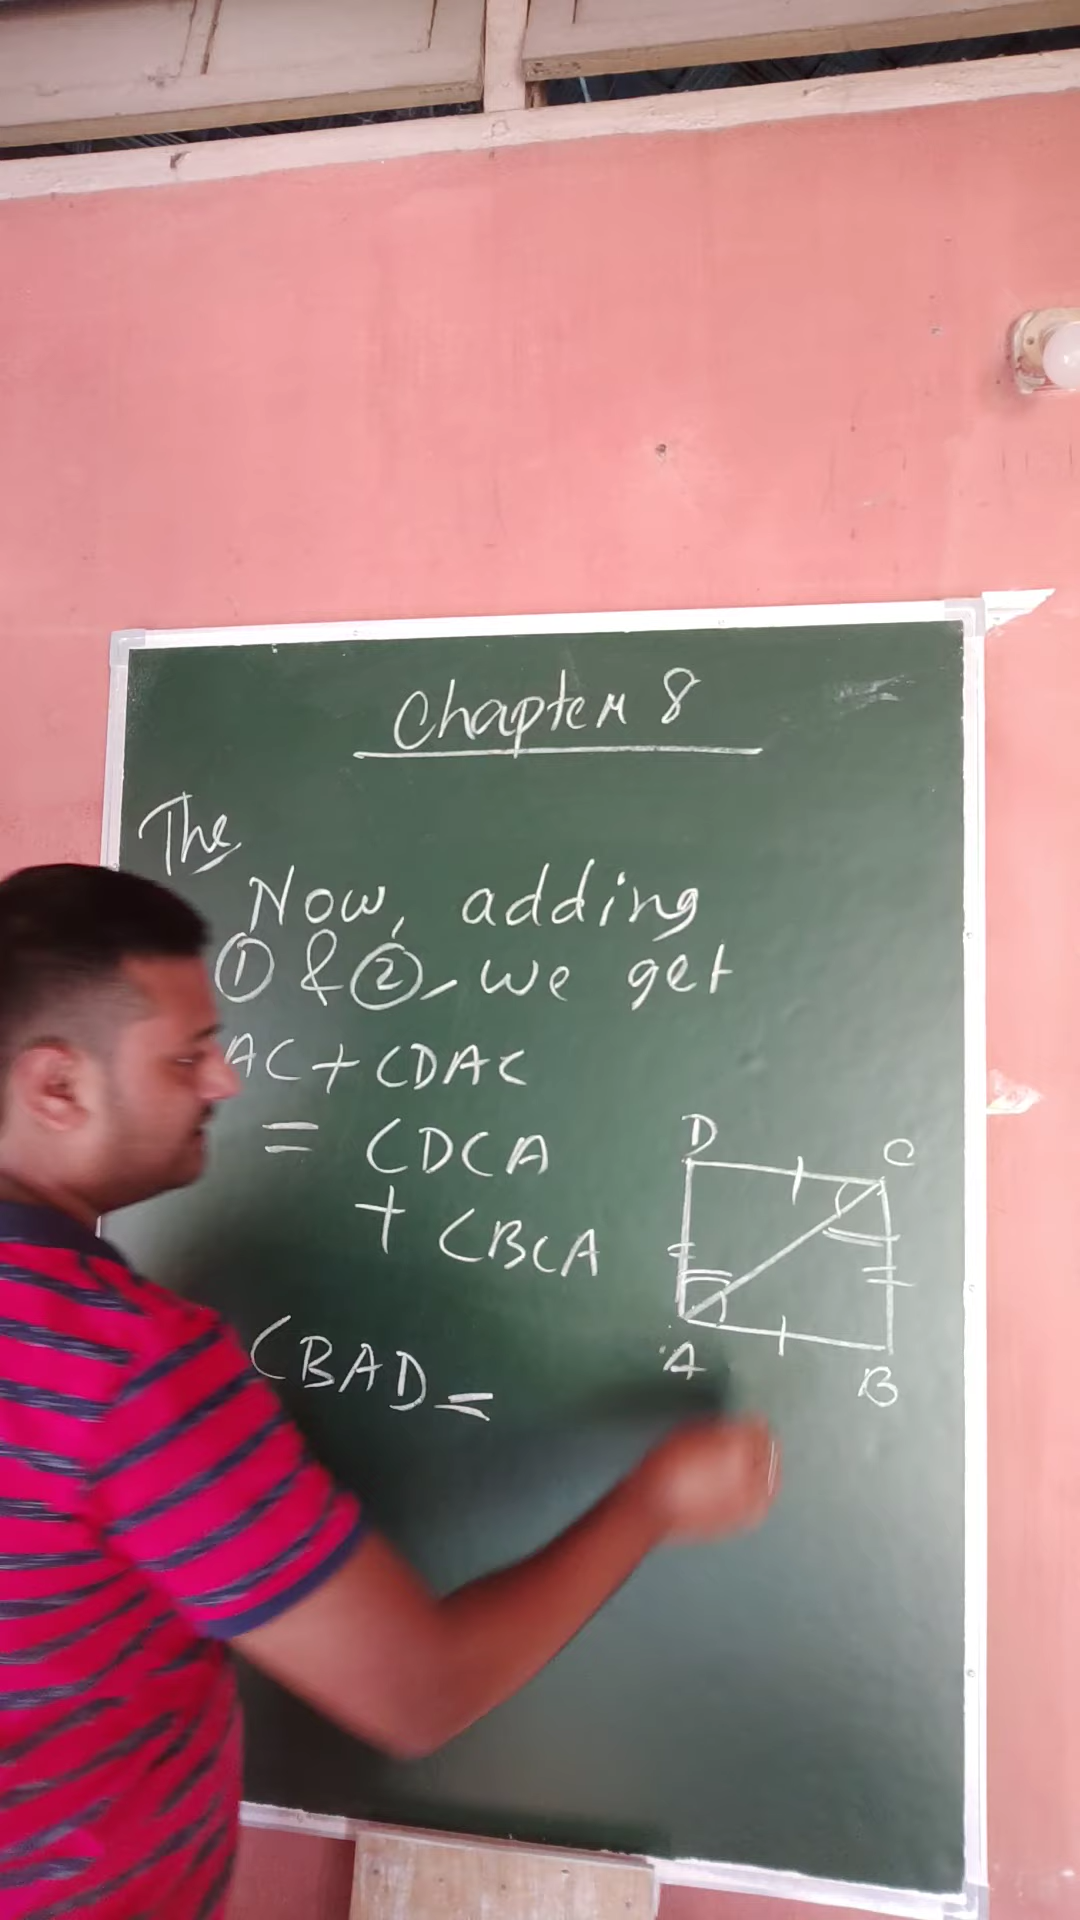 Chapter 8
The
Now, adding
① & ②, we get
AC + ∠DAC
= ∠DCA
+ ∠BCA
∠BAD =
D
C
A
B